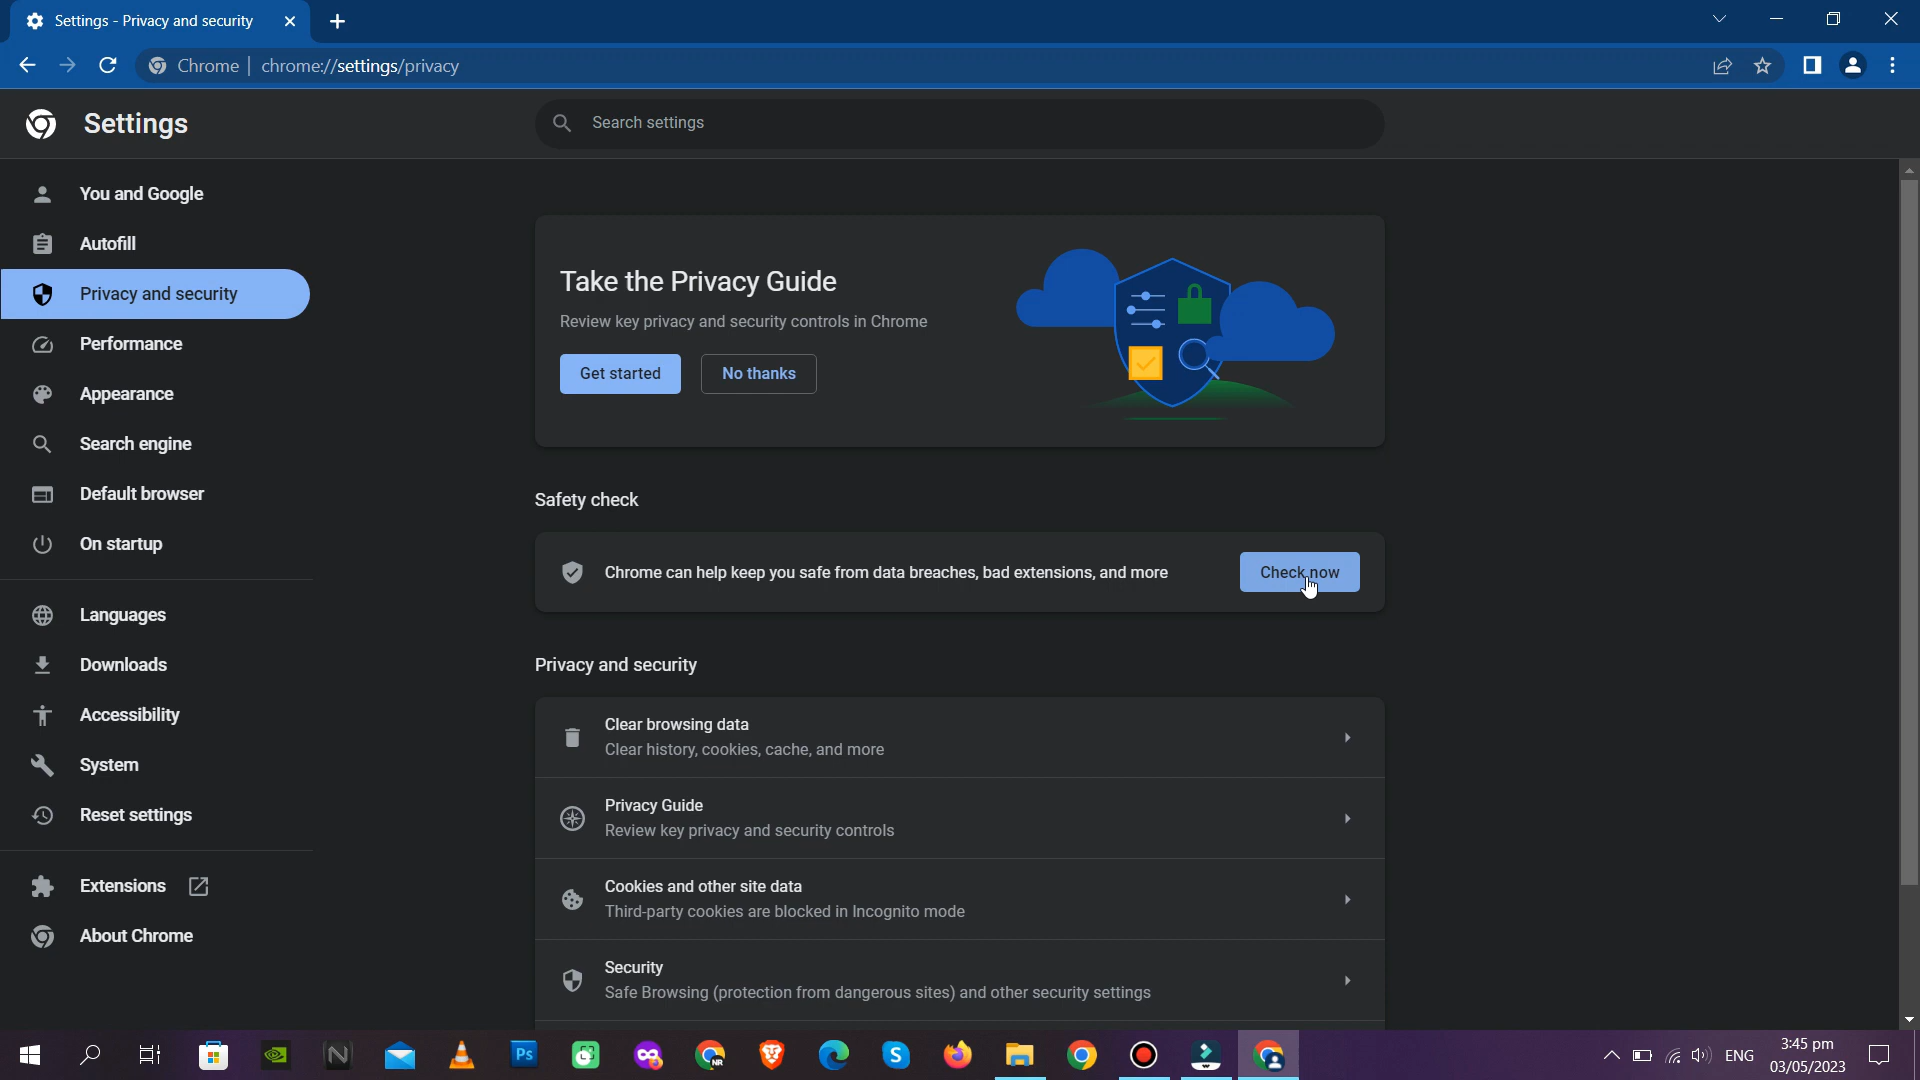 Settings - Privacy and security
Chrome | chrome://settings/privacy
Settings
Search settings
You and Google
Autofill
Privacy and security
Performance
Appearance
Search engine
Default browser
On startup
Languages
Downloads
Accessibility
System
Reset settings
Extensions
About Chrome
Take the Privacy Guide
Review key privacy and security controls in Chrome
Get started
No thanks
Safety check
Chrome can help keep you safe from data breaches, bad extensions, and more
Check now
Privacy and security
Clear browsing data
Clear history, cookies, cache, and more
Privacy Guide
Review key privacy and security controls
Cookies and other site data
Third-party cookies are blocked in Incognito mode
Security
Safe Browsing (protection from dangerous sites) and other security settings
Ps
NR
ENG
3:45 pm
03/05/2023